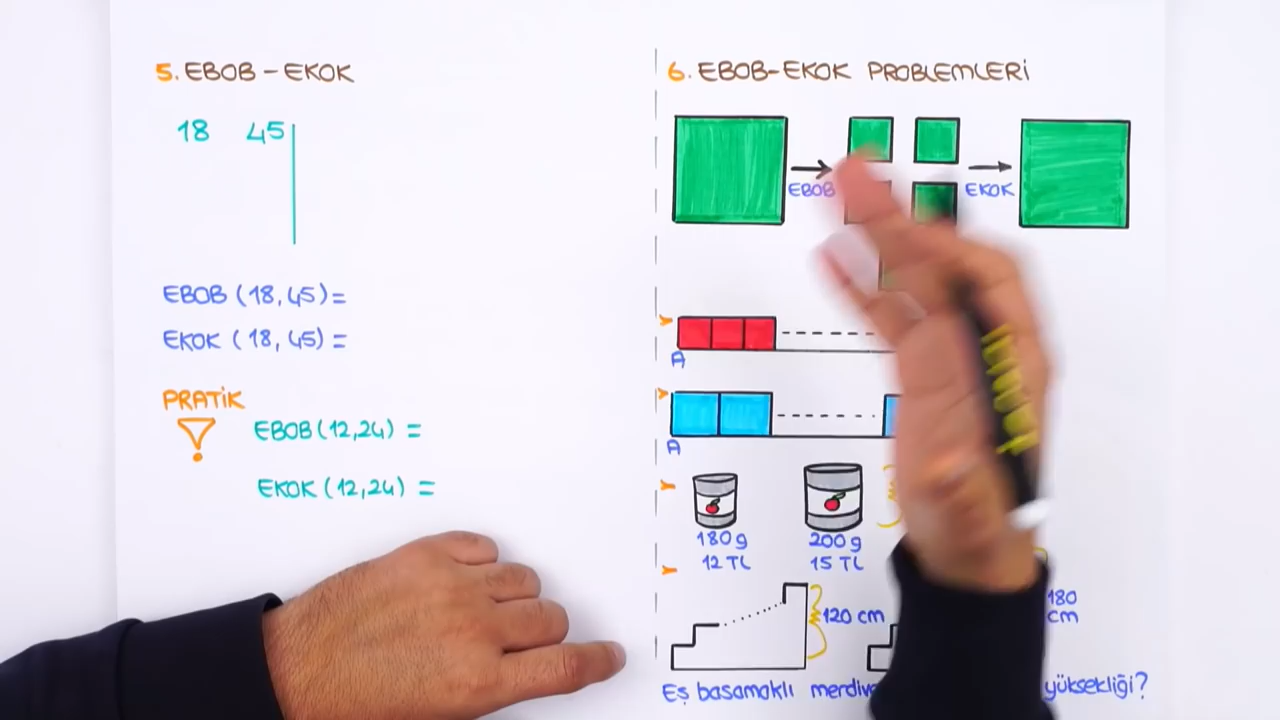 5. EBOB - EKOK
18 45
EBOB (18,45) =
EKOK (18,45) =
PRATİK
EBOB (12,24) =
EKOK (12,24) =
6. EBOB-EKOK PROBLEMLERİ
EBOB
EKOK
A
A
180 g
12 TL
200 g
15 TL
120 cm
180
cm
Eş basamaklı yüksekliği?